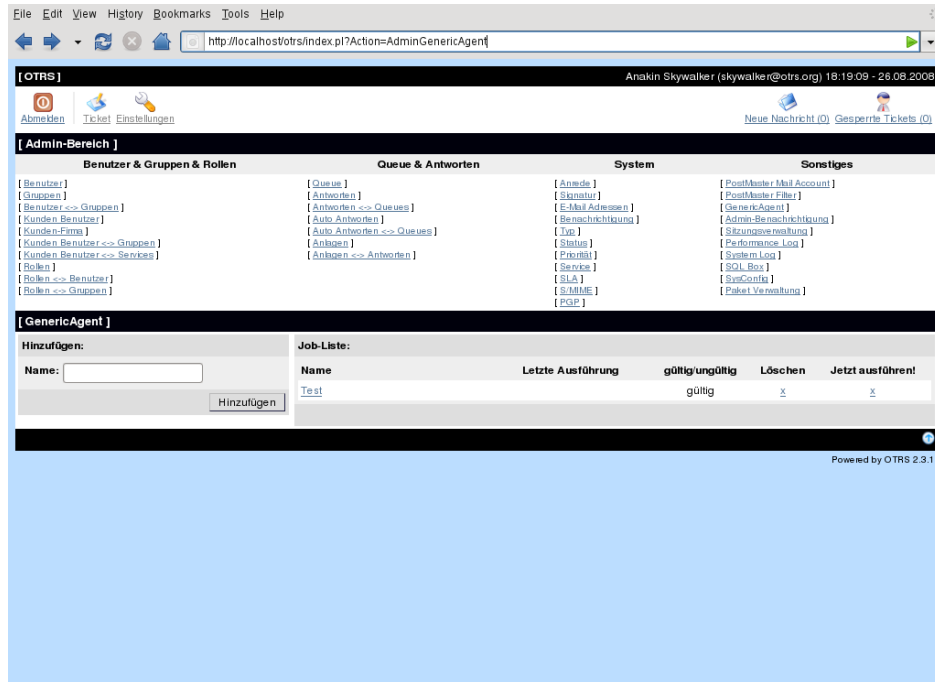 File Edit View History Bookmarks Tools Help
http://localhost/otrs/index.pl?Action=AdminGenericAgent
[ OTRS ] Anakin Skywalker (skywalker@otrs.org) 18:19:09 - 26.08.2008
Abmelden Ticket Einstellungen Neue Nachricht (0) Gesperrte Tickets (0)
[ Admin-Bereich ]
Benutzer & Gruppen & Rollen Queue & Antworten System Sonstiges
[ Benutzer ] [ Queue ] [ Anrede ] [ PostMaster Mail Account ]
[ Gruppen ] [ Antworten ] [ Signatur ] [ PostMaster Filter ]
[ Benutzer <-> Gruppen ] [ Antworten <-> Queues ] [ E-Mail Adressen ] [ GenericAgent ]
[ Kunden Benutzer ] [ Auto Antworten ] [ Benachrichtigung ] [ Admin-Benachrichtigung ]
[ Kunden-Firma ] [ Auto Antworten <-> Queues ] [ Typ ] [ Sitzungsverwaltung ]
[ Kunden Benutzer <-> Gruppen ] [ Anlagen ] [ Status ] [ Performance Log ]
[ Kunden Benutzer <-> Services ] [ Anlagen <-> Antworten ] [ Priorität ] [ System Log ]
[ Rollen ] [ Service ] [ SQL Box ]
[ Rollen <-> Benutzer ] [ SLA ] [ SysConfig ]
[ Rollen <-> Gruppen ] [ S/MIME ] [ Paket Verwaltung ]
[ PGP ]
[ GenericAgent ]
Hinzufügen: Job-Liste:
Name: Name Letzte Ausführung gültig/ungültig Löschen Jetzt ausführen!
Test gültig x x
Hinzufügen
Powered by OTRS 2.3.1